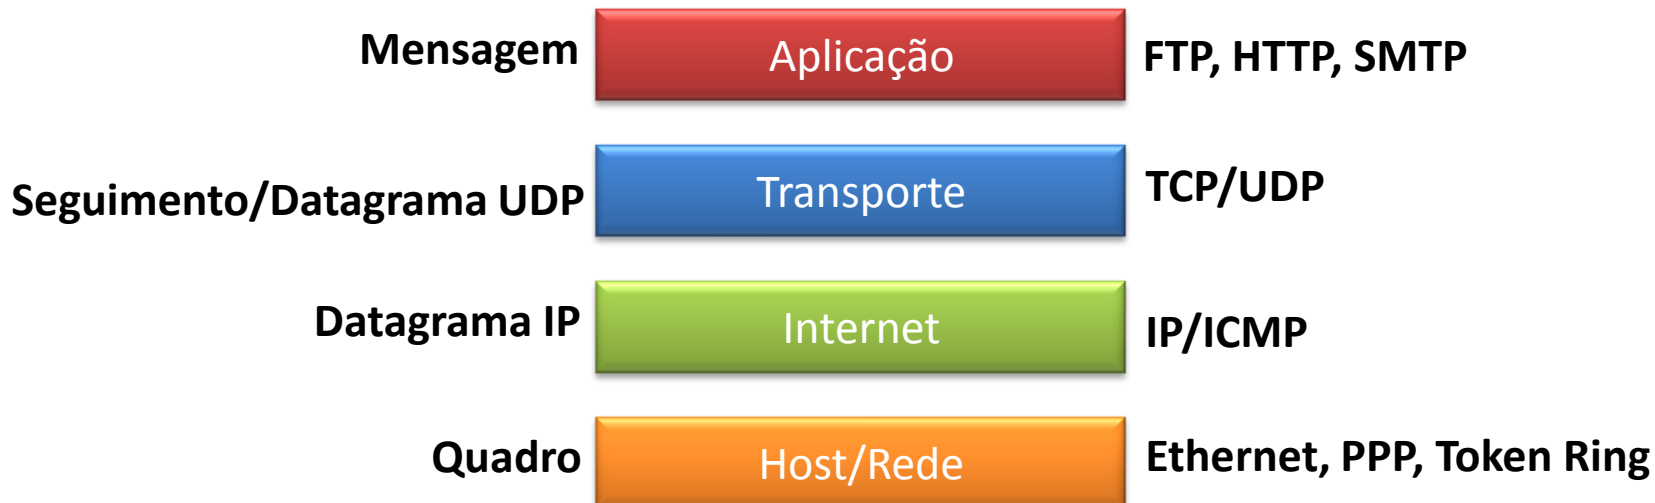 Mensagem Aplicação FTP, HTTP, SMTP
Seguimento/Datagrama UDP Transporte TCP/UDP
Datagrama IP Internet IP/ICMP
Quadro Host/Rede Ethernet, PPP, Token Ring